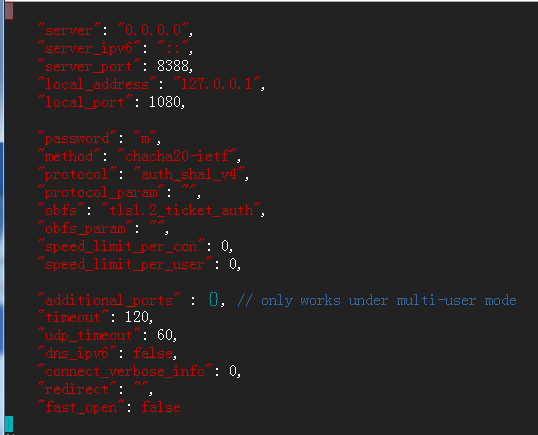 {
"server": "0.0.0.0",
"server_ipv6": "::",
"server_port": 8388,
"local_address": "127.0.0.1",
"local_port": 1080,
"password": "m",
"method": "chacha20-ietf",
"protocol": "auth_sha1_v4",
"protocol_param": "",
"obfs": "tls1.2_ticket_auth",
"obfs_param": "",
"speed_limit_per_con": 0,
"speed_limit_per_user": 0,
"additional_ports" : {}, // only works under multi-user mode
"timeout": 120,
"udp_timeout": 60,
"dns_ipv6": false,
"connect_verbose_info": 0,
"redirect": "",
"fast_open": false
}